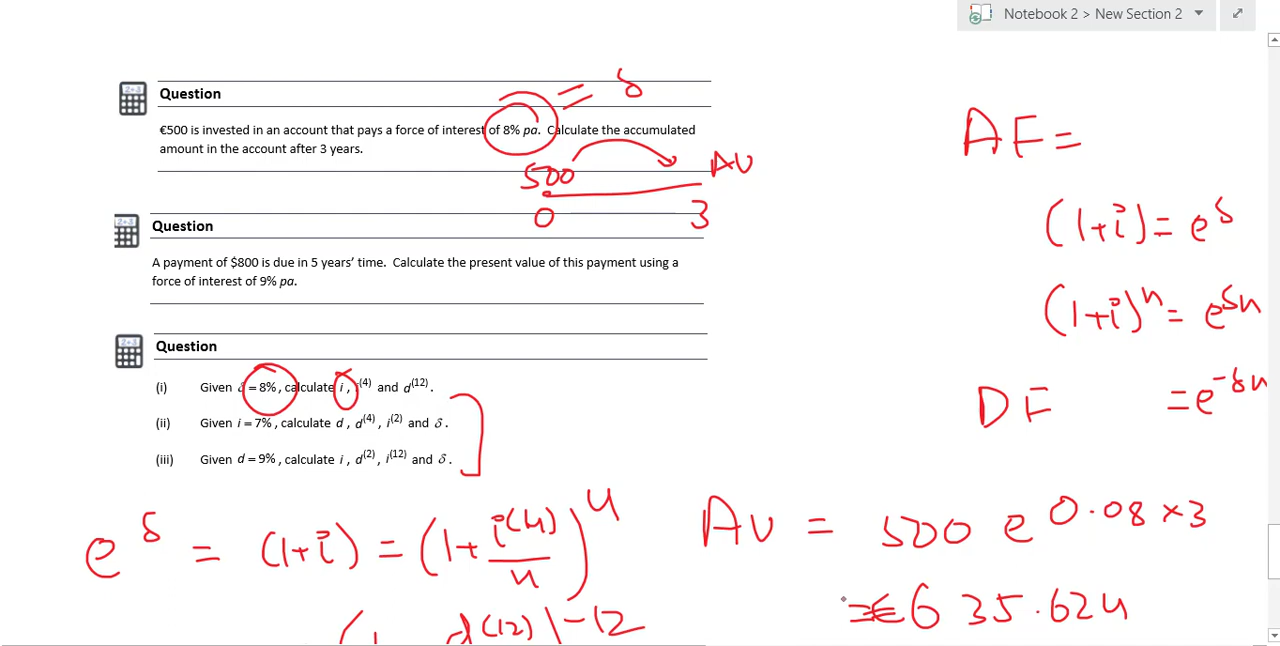 Notebook 2 > New Section 2
Question
= δ
€500 is invested in an account that pays a force of interest of 8% pa. Calculate the accumulated
amount in the account after 3 years.
500 AV
0 3
AF =
(1+i) = e^δ
(1+i)^n = e^δn
DF = e^-δn
Question
A payment of $800 is due in 5 years' time. Calculate the present value of this payment using a
force of interest of 9% pa.
Question
(i) Given δ = 8%, calculate i, i^(4) and d^(12).
(ii) Given i = 7%, calculate d, d^(4), i^(2) and δ.
(iii) Given d = 9%, calculate i, d^(2), i^(12) and δ.
e^δ = (1+i) = (1+ i^(4)/4)^4
d^(12) -12
AV = 500 e^0.08×3
=€635.624